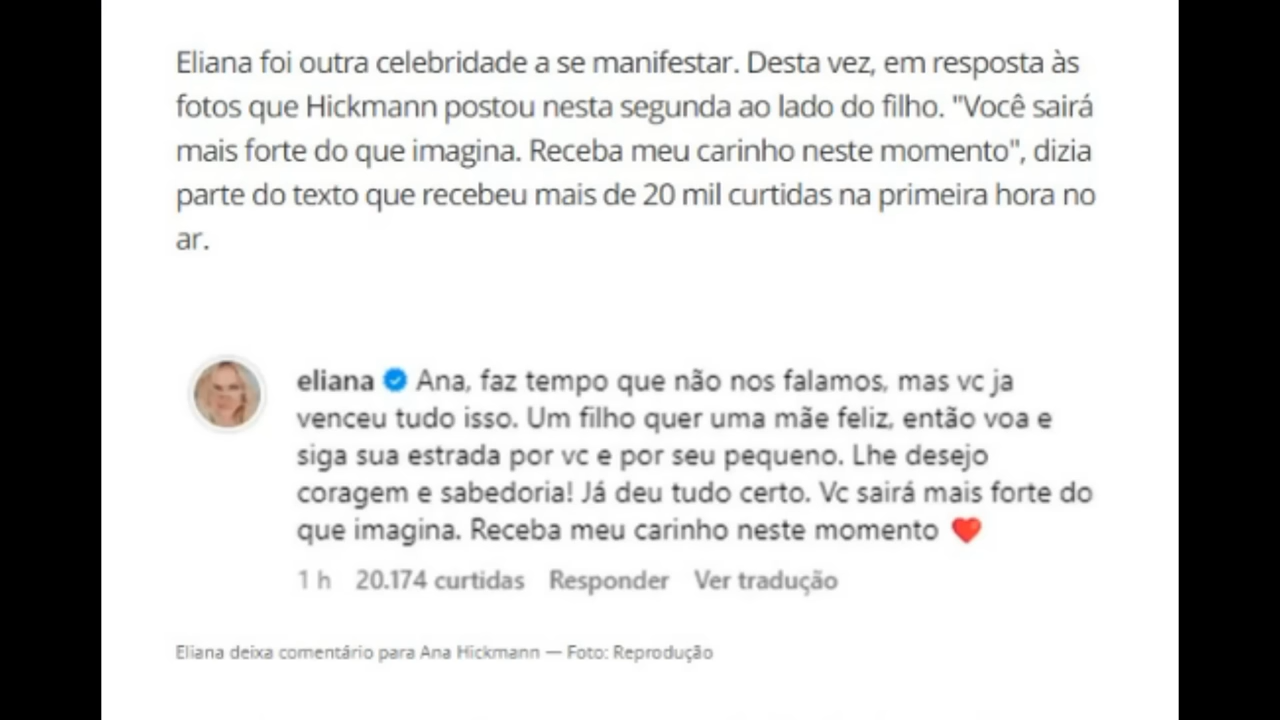 Eliana foi outra celebridade a se manifestar. Desta vez, em resposta às
fotos que Hickmann postou nesta segunda ao lado do filho. "Você sairá
mais forte do que imagina. Receba meu carinho neste momento", dizia
parte do texto que recebeu mais de 20 mil curtidas na primeira hora no
ar.
eliana Ana, faz tempo que não nos falamos, mas vc ja
venceu tudo isso. Um filho quer uma mãe feliz, então voa e
siga sua estrada por vc e por seu pequeno. Lhe desejo
coragem e sabedoria! Já deu tudo certo. Vc sairá mais forte do
que imagina. Receba meu carinho neste momento ❤️
1 h 20.174 curtidas Responder Ver tradução
Eliana deixa comentário para Ana Hickmann — Foto: Reprodução